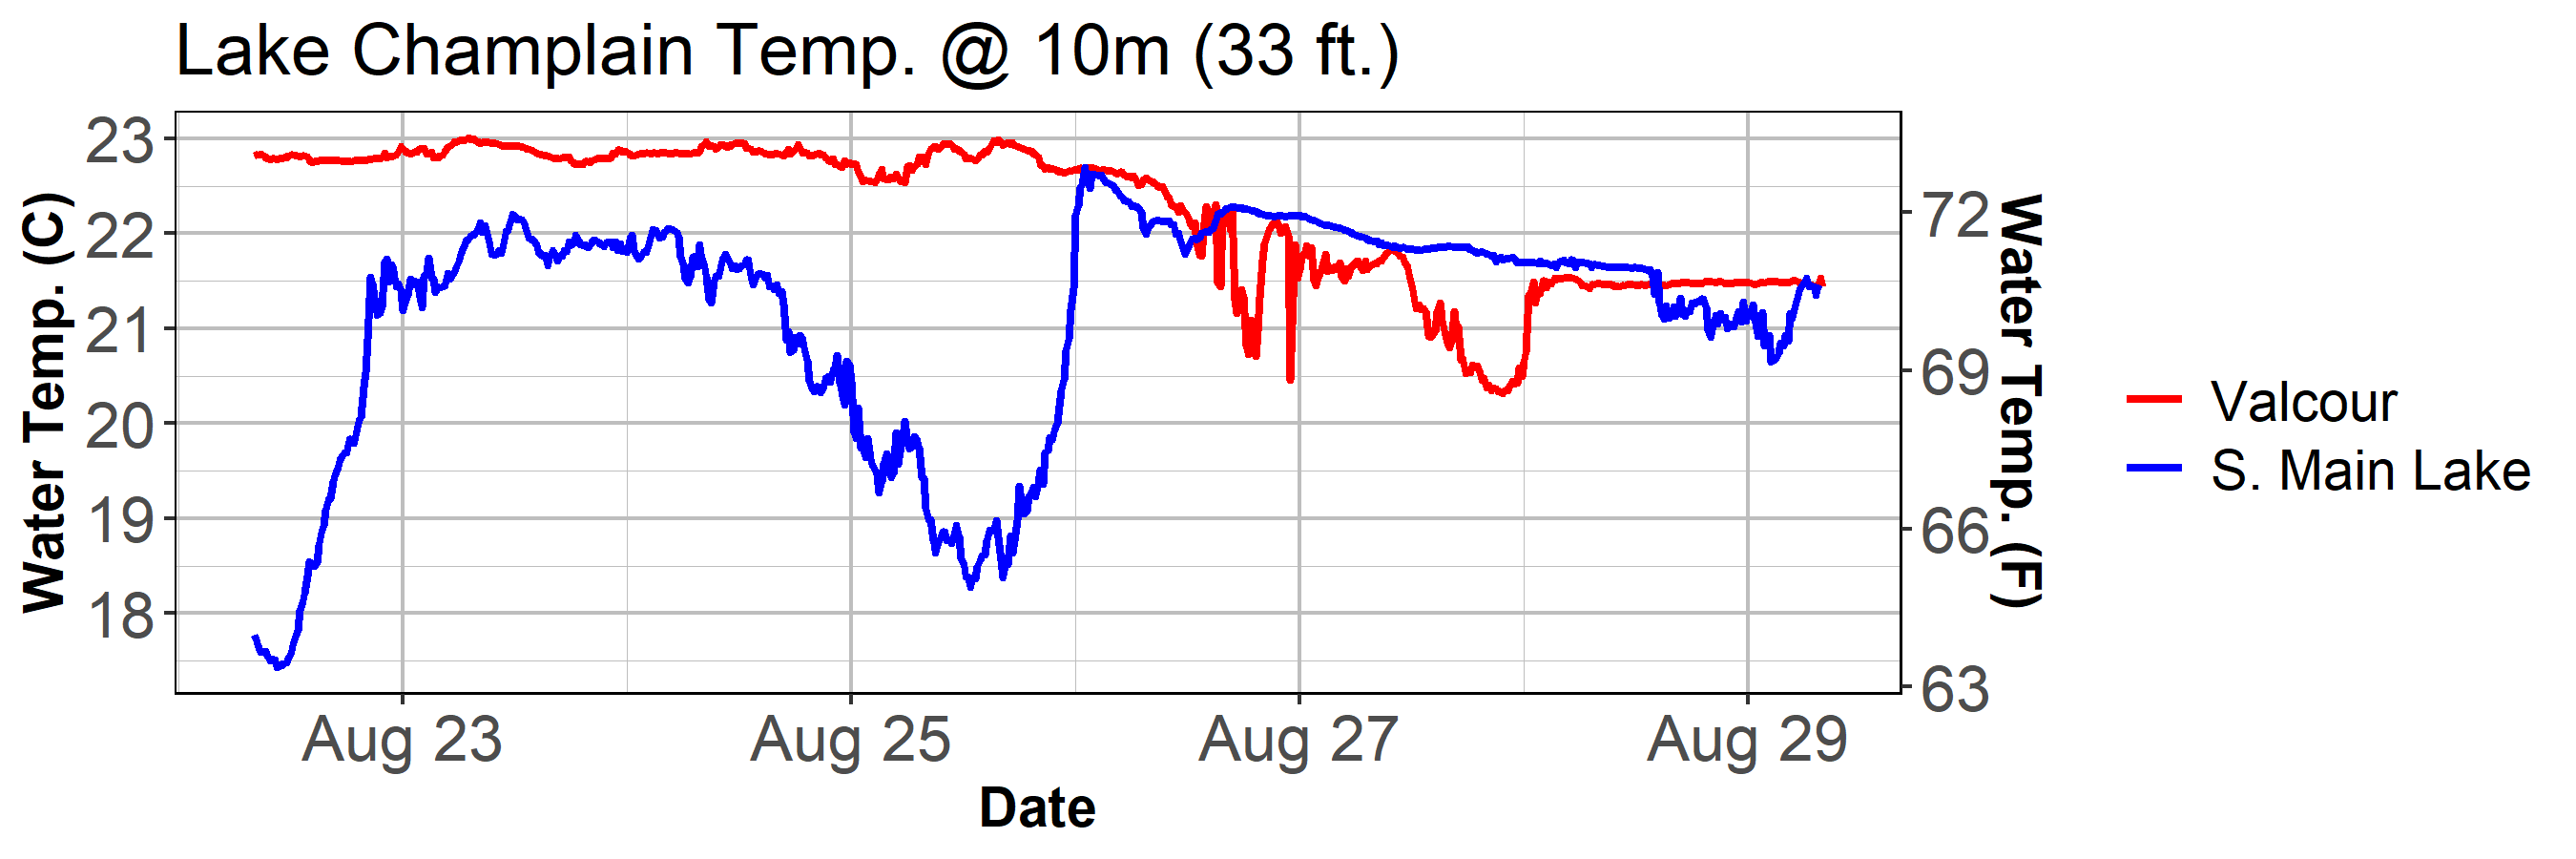 Lake Champlain Temp. @ 10m (33 ft.)
Water Temp. (C)
23
22
21
20
19
18
72
69
66
63
Water Temp. (F)
Aug 23
Aug 25
Aug 27
Aug 29
Date
Valcour
S. Main Lake